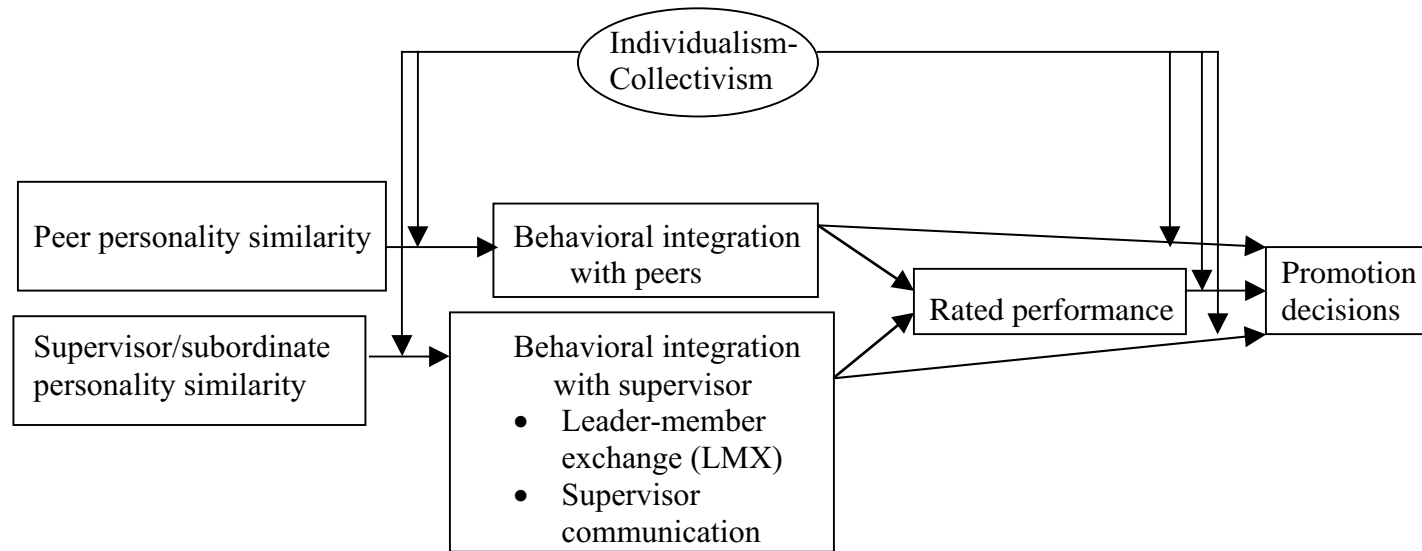 Individualism-
Collectivism
Peer personality similarity
Behavioral integration
with peers
Rated performance
Promotion
decisions
Supervisor/subordinate
personality similarity
Behavioral integration
with supervisor
• Leader-member
exchange (LMX)
• Supervisor
communication